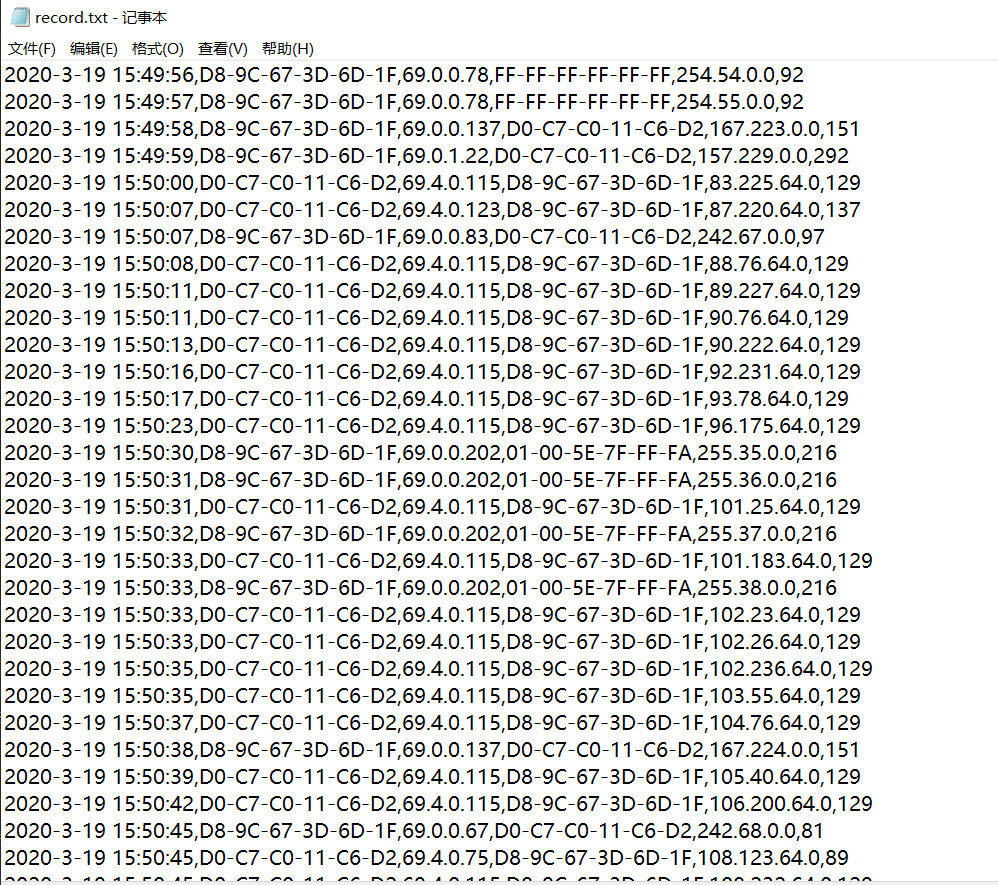 record.txt - 记事本
文件(F) 编辑(E) 格式(O) 查看(V) 帮助(H)
2020-3-19 15:49:56,D8-9C-67-3D-6D-1F,69.0.0.78,FF-FF-FF-FF-FF-FF,254.54.0.0,92
2020-3-19 15:49:57,D8-9C-67-3D-6D-1F,69.0.0.78,FF-FF-FF-FF-FF-FF,254.55.0.0,92
2020-3-19 15:49:58,D8-9C-67-3D-6D-1F,69.0.0.137,D0-C7-C0-11-C6-D2,167.223.0.0,151
2020-3-19 15:49:59,D8-9C-67-3D-6D-1F,69.0.1.22,D0-C7-C0-11-C6-D2,157.229.0.0,292
2020-3-19 15:50:00,D0-C7-C0-11-C6-D2,69.4.0.115,D8-9C-67-3D-6D-1F,83.225.64.0,129
2020-3-19 15:50:07,D0-C7-C0-11-C6-D2,69.4.0.123,D8-9C-67-3D-6D-1F,87.220.64.0,137
2020-3-19 15:50:07,D8-9C-67-3D-6D-1F,69.0.0.83,D0-C7-C0-11-C6-D2,242.67.0.0,97
2020-3-19 15:50:08,D0-C7-C0-11-C6-D2,69.4.0.115,D8-9C-67-3D-6D-1F,88.76.64.0,129
2020-3-19 15:50:11,D0-C7-C0-11-C6-D2,69.4.0.115,D8-9C-67-3D-6D-1F,89.227.64.0,129
2020-3-19 15:50:11,D0-C7-C0-11-C6-D2,69.4.0.115,D8-9C-67-3D-6D-1F,90.76.64.0,129
2020-3-19 15:50:13,D0-C7-C0-11-C6-D2,69.4.0.115,D8-9C-67-3D-6D-1F,90.222.64.0,129
2020-3-19 15:50:16,D0-C7-C0-11-C6-D2,69.4.0.115,D8-9C-67-3D-6D-1F,92.231.64.0,129
2020-3-19 15:50:17,D0-C7-C0-11-C6-D2,69.4.0.115,D8-9C-67-3D-6D-1F,93.78.64.0,129
2020-3-19 15:50:23,D0-C7-C0-11-C6-D2,69.4.0.115,D8-9C-67-3D-6D-1F,96.175.64.0,129
2020-3-19 15:50:30,D8-9C-67-3D-6D-1F,69.0.0.202,01-00-5E-7F-FF-FA,255.35.0.0,216
2020-3-19 15:50:31,D8-9C-67-3D-6D-1F,69.0.0.202,01-00-5E-7F-FF-FA,255.36.0.0,216
2020-3-19 15:50:31,D0-C7-C0-11-C6-D2,69.4.0.115,D8-9C-67-3D-6D-1F,101.25.64.0,129
2020-3-19 15:50:32,D8-9C-67-3D-6D-1F,69.0.0.202,01-00-5E-7F-FF-FA,255.37.0.0,216
2020-3-19 15:50:33,D0-C7-C0-11-C6-D2,69.4.0.115,D8-9C-67-3D-6D-1F,101.183.64.0,129
2020-3-19 15:50:33,D8-9C-67-3D-6D-1F,69.0.0.202,01-00-5E-7F-FF-FA,255.38.0.0,216
2020-3-19 15:50:33,D0-C7-C0-11-C6-D2,69.4.0.115,D8-9C-67-3D-6D-1F,102.23.64.0,129
2020-3-19 15:50:33,D0-C7-C0-11-C6-D2,69.4.0.115,D8-9C-67-3D-6D-1F,102.26.64.0,129
2020-3-19 15:50:35,D0-C7-C0-11-C6-D2,69.4.0.115,D8-9C-67-3D-6D-1F,102.236.64.0,129
2020-3-19 15:50:35,D0-C7-C0-11-C6-D2,69.4.0.115,D8-9C-67-3D-6D-1F,103.55.64.0,129
2020-3-19 15:50:37,D0-C7-C0-11-C6-D2,69.4.0.115,D8-9C-67-3D-6D-1F,104.76.64.0,129
2020-3-19 15:50:38,D8-9C-67-3D-6D-1F,69.0.0.137,D0-C7-C0-11-C6-D2,167.224.0.0,151
2020-3-19 15:50:39,D0-C7-C0-11-C6-D2,69.4.0.115,D8-9C-67-3D-6D-1F,105.40.64.0,129
2020-3-19 15:50:42,D0-C7-C0-11-C6-D2,69.4.0.115,D8-9C-67-3D-6D-1F,106.200.64.0,129
2020-3-19 15:50:45,D8-9C-67-3D-6D-1F,69.0.0.67,D0-C7-C0-11-C6-D2,242.68.0.0,81
2020-3-19 15:50:45,D0-C7-C0-11-C6-D2,69.4.0.75,D8-9C-67-3D-6D-1F,108.123.64.0,89